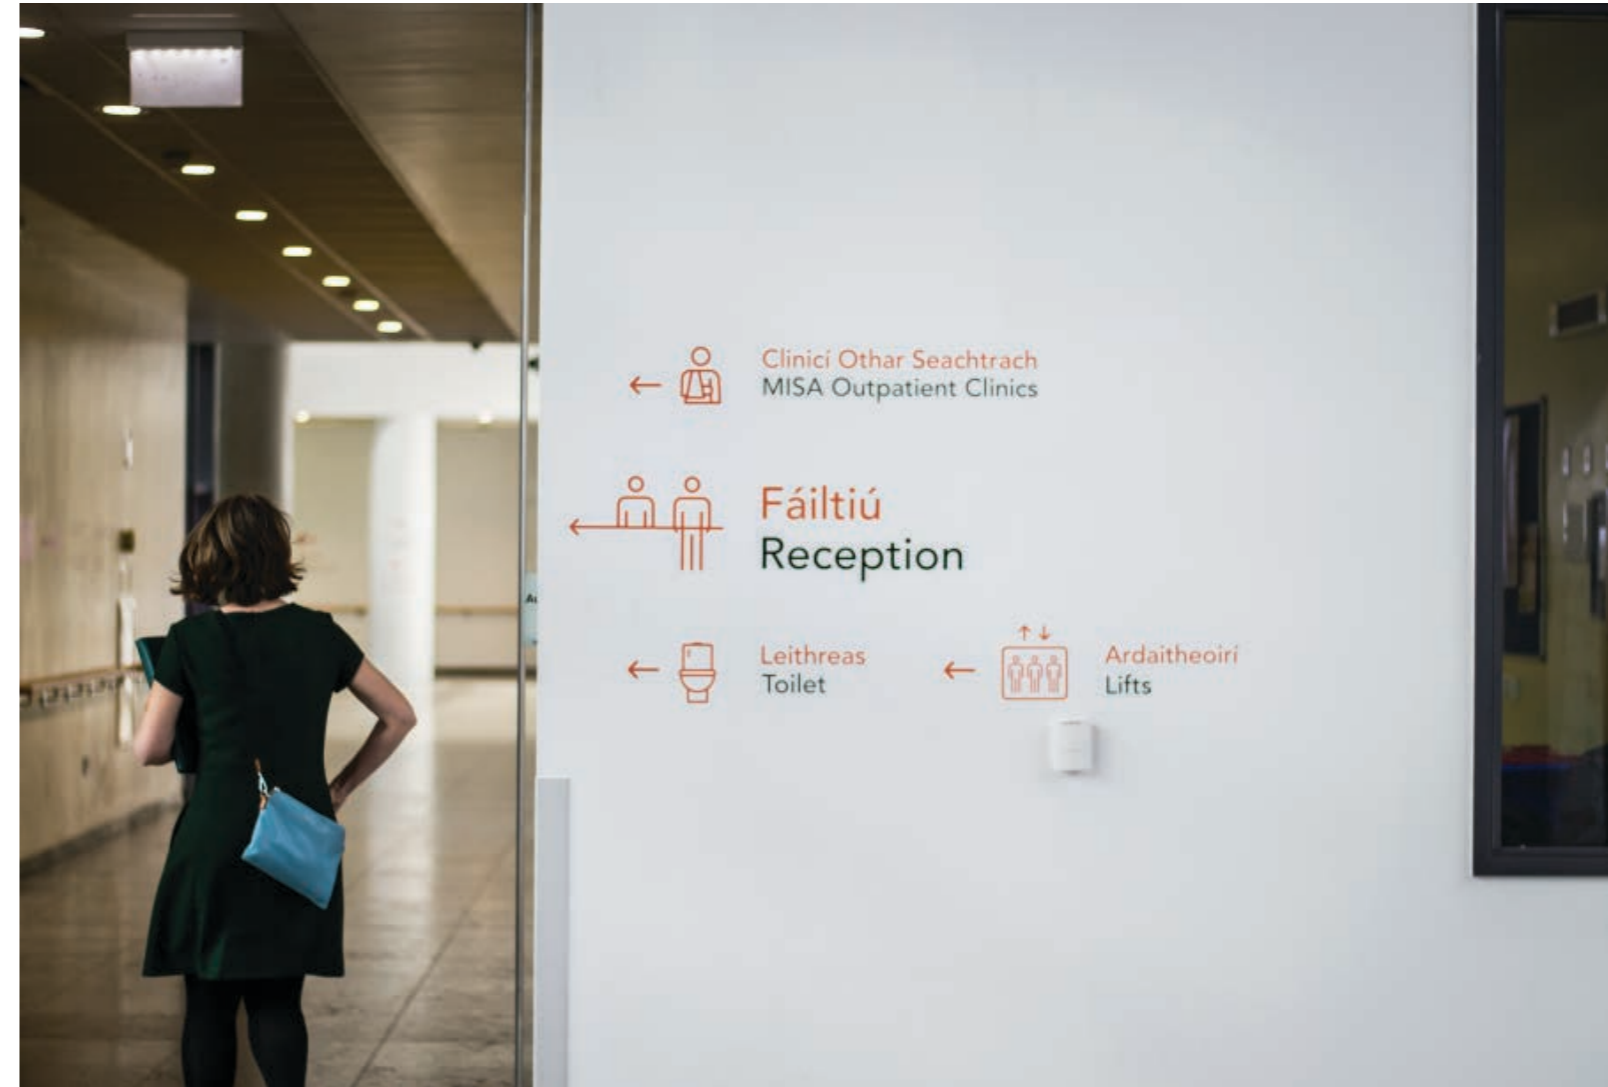 Clinicí Othar Seachtrach
MISA Outpatient Clinics
Fáiltiú
Reception
Leithreas
Toilet
Ardaitheoirí
Lifts